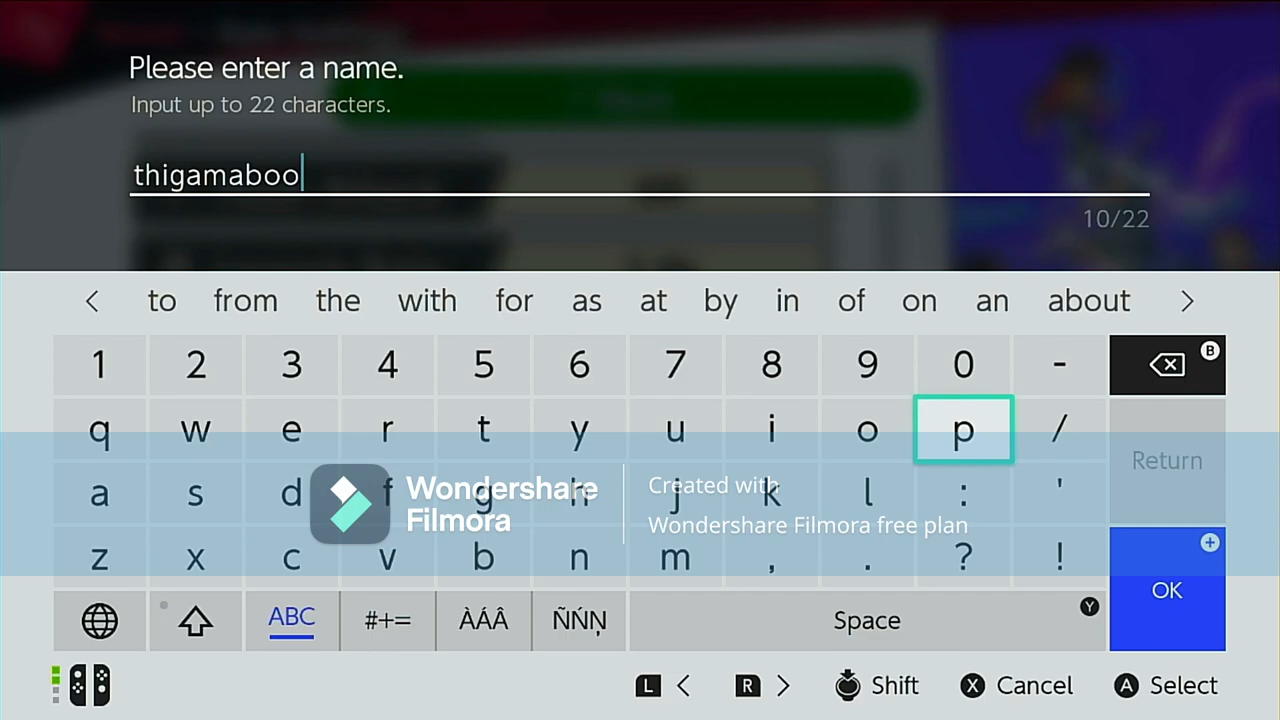 Please enter a name.
Input up to 22 characters.
thigamaboo
10/22
< to from the with for as at by in of on an about >
1 2 3 4 5 6 7 8 9 0 - B
q w e r t y u i o p /
Return
a s d f g h j k l : '
Wondershare Filmora
Created with
Wondershare Filmora free plan
z x c v b n m , . ? ! +
OK
ABC #+= ÀÁÂ ÑŃŅ Space Y
L < R > Shift X Cancel A Select